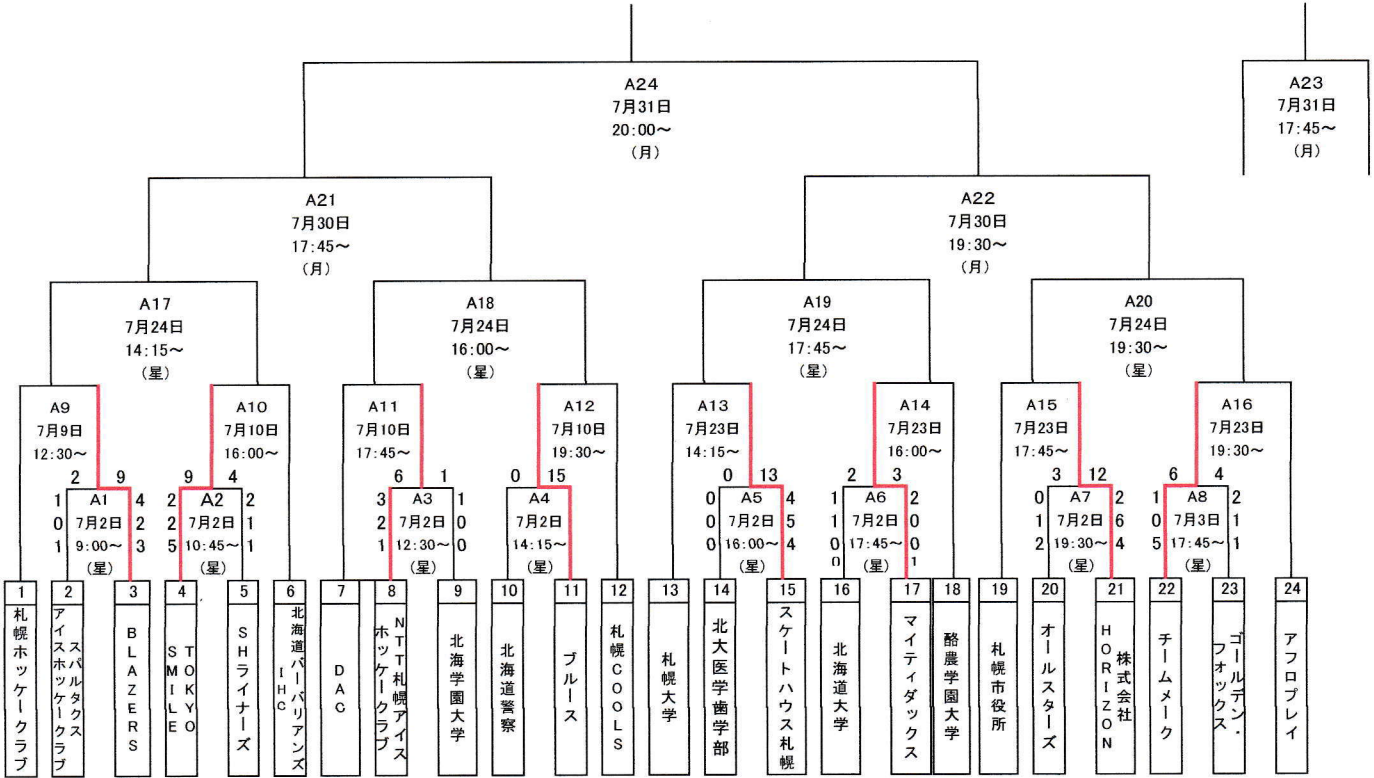 A24
7月31日
20:00～
(月)
A23
7月31日
17:45～
(月)
A21
7月30日
17:45～
(月)
A22
7月30日
19:30～
(月)
A17
7月24日
14:15～
(星)
A18
7月24日
16:00～
(星)
A19
7月24日
17:45～
(星)
A20
7月24日
19:30～
(星)
A9
7月9日
12:30～
A10
7月10日
16:00～
A11
7月10日
17:45～
A12
7月10日
19:30～
A13
7月23日
14:15～
A14
7月23日
16:00～
A15
7月23日
17:45～
A16
7月23日
19:30～
2 9
1 0 1
A1
7月2日
9:00～
(星)
4 2 3
9 4
2 2 5
A2
7月2日
10:45～
(星)
2 1 1
6 1
3 2 1
A3
7月2日
12:30～
(星)
1 0 0
0 15
A4
7月2日
14:15～
(星)
0 13
0 0 0
A5
7月2日
16:00～
(星)
4 5 4
2 3
1 1 0
A6
7月2日
17:45～
(星)
2 0 1
3 12
0 1 2
A7
7月2日
19:30～
(星)
2 6 4
6 4
1 0 5
A8
7月3日
17:45～
(星)
2 1 1
1 札幌ホッケークラブ
2 スパルタクス
アイスホッケークラブ
3 BLAZERS
4 TOKYO
SMILE
5 SHライナーズ
6 北海道バーバリアンズ
IHC
7 DAC
8 NTT札幌アイス
ホッケークラブ
9 北海学園大学
10 北海道警察
11 ブルース
12 札幌COOLS
13 札幌大学
14 北大医学歯学部
15 スケートハウス札幌
16 北海道大学
17 マイティダックス
18 酪農学園大学
19 札幌市役所
20 オールスターズ
21 株式会社
HORIZON
22 チームメーク
23 ゴールデン・
フォックス
24 アフロプレイ